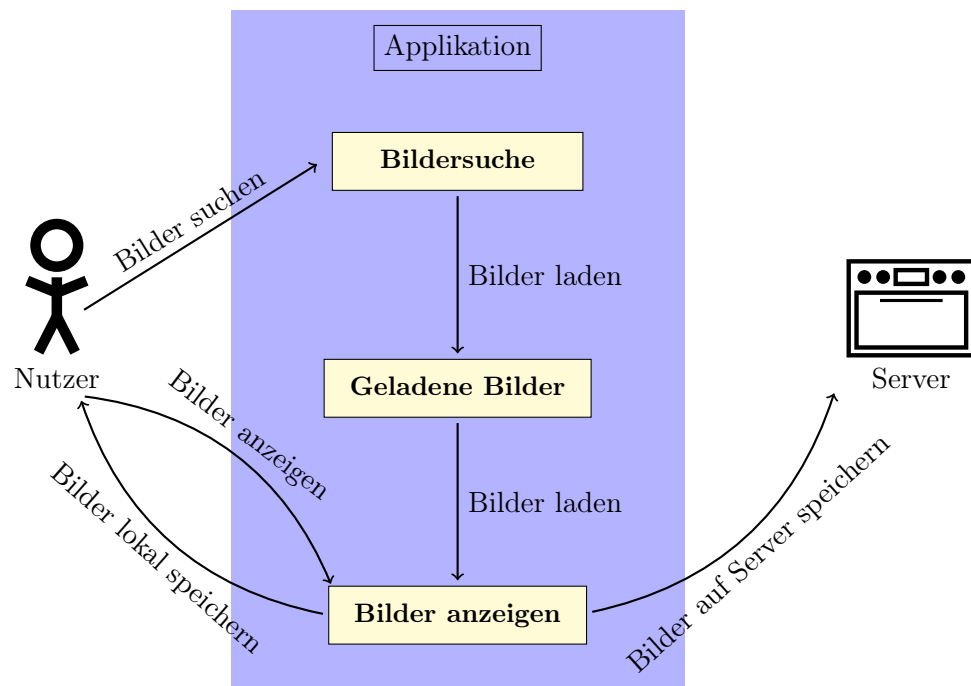 Applikation
Bildersuche
Bilder suchen
Bilder laden
Nutzer
Geladene Bilder
Server
Bilder anzeigen
Bilder laden
Bilder lokal speichern
Bilder anzeigen
Bilder auf Server speichern